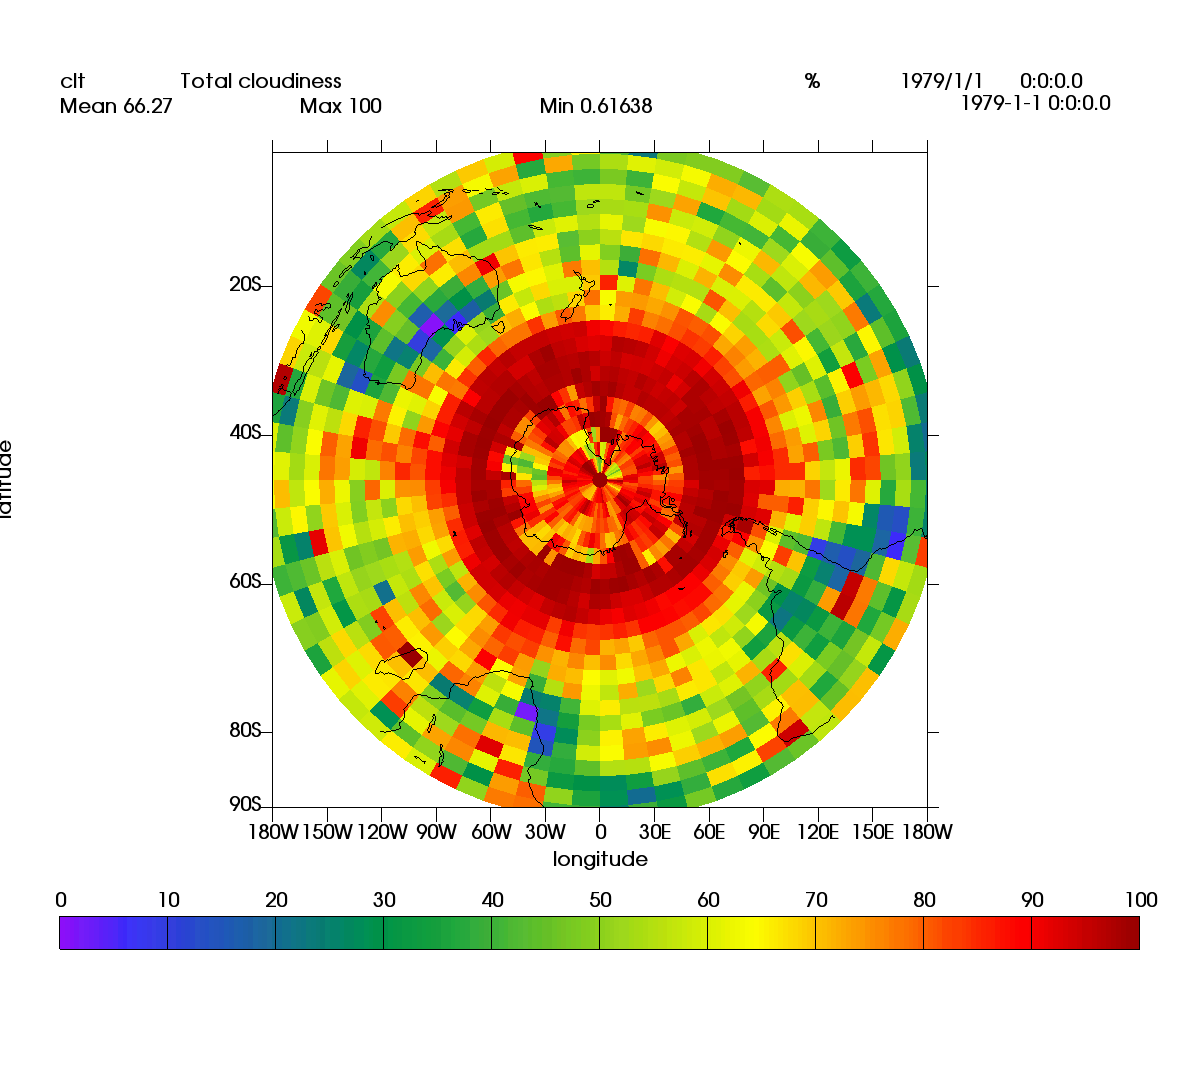 clt Total cloudiness % 1979/1/1 0:0:0.0
Mean 66.27 Max 100 Min 0.61638 1979-1-1 0:0:0.0
20S
40S
60S
80S
90S
latitude
180W 150W 120W 90W 60W 30W 0 30E 60E 90E 120E 150E 180W
longitude
0 10 20 30 40 50 60 70 80 90 100